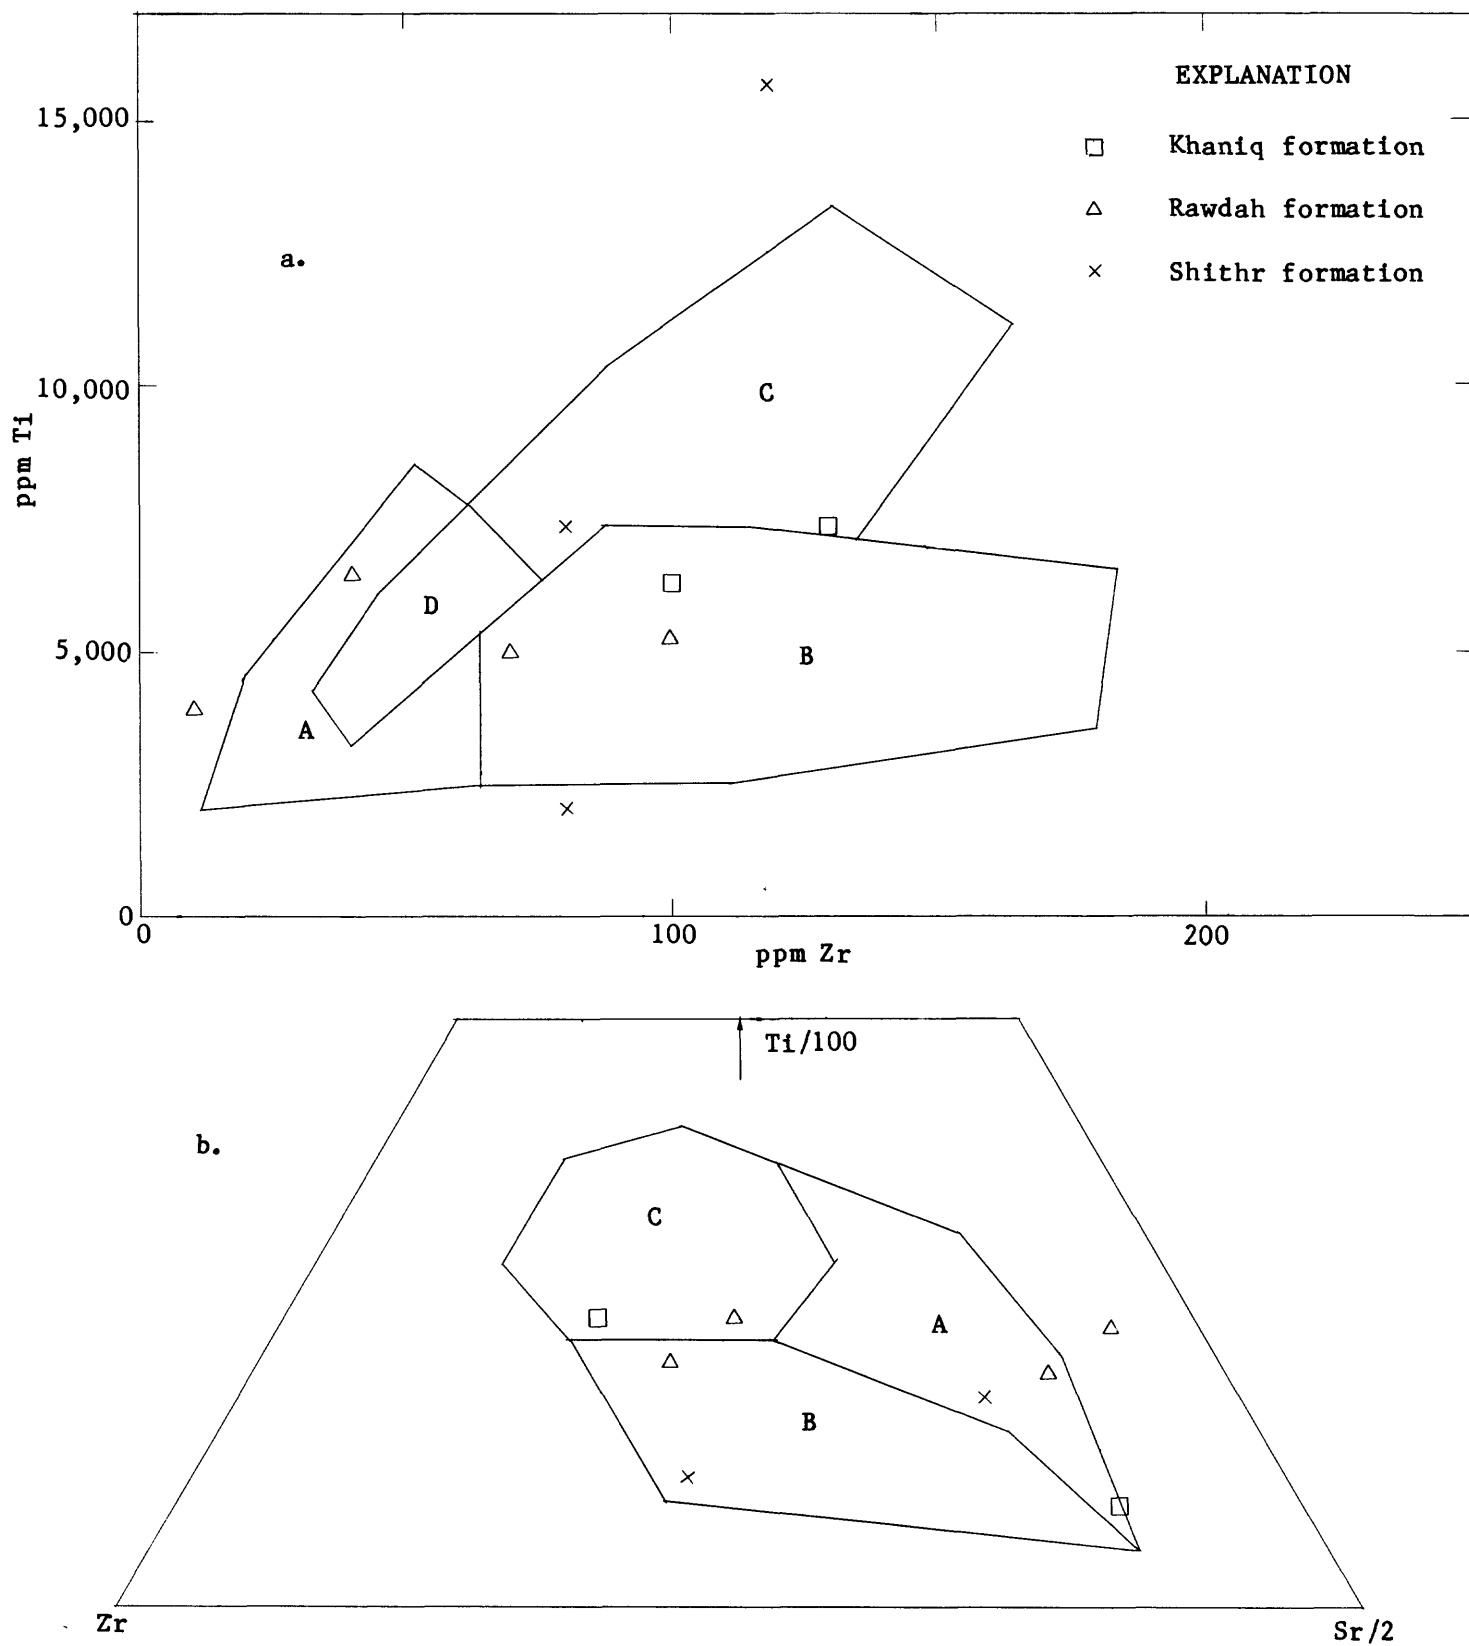 EXPLANATION
15,000
Khaniq formation
Rawdah formation
a.
Shithr formation
C
10,000
ppm Ti
D
5,000
B
A
0
0
100
200
ppm Zr
Ti/100
b.
C
A
B
Zr
Sr/2